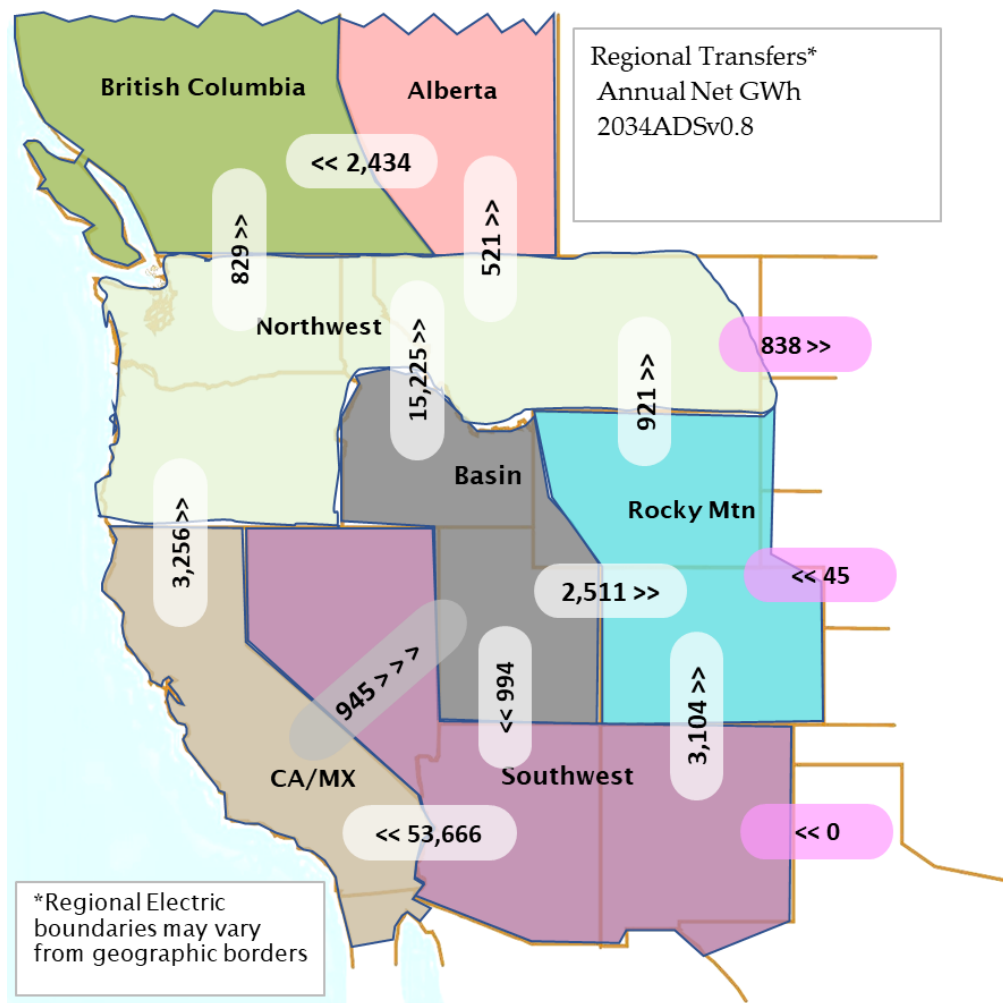 Regional Transfers*
Annual Net GWh
2034ADSv0.8
British Columbia
Alberta
<< 2,434
829 >>
521 >>
Northwest
15,225 >>
921 >>
838 >>
Basin
Rocky Mtn
3,256 >>
2,511 >>
<< 45
945 > > >
<< 994
3,104 >>
CA/MX
Southwest
<< 53,666
<< 0
*Regional Electric
boundaries may vary
from geographic borders